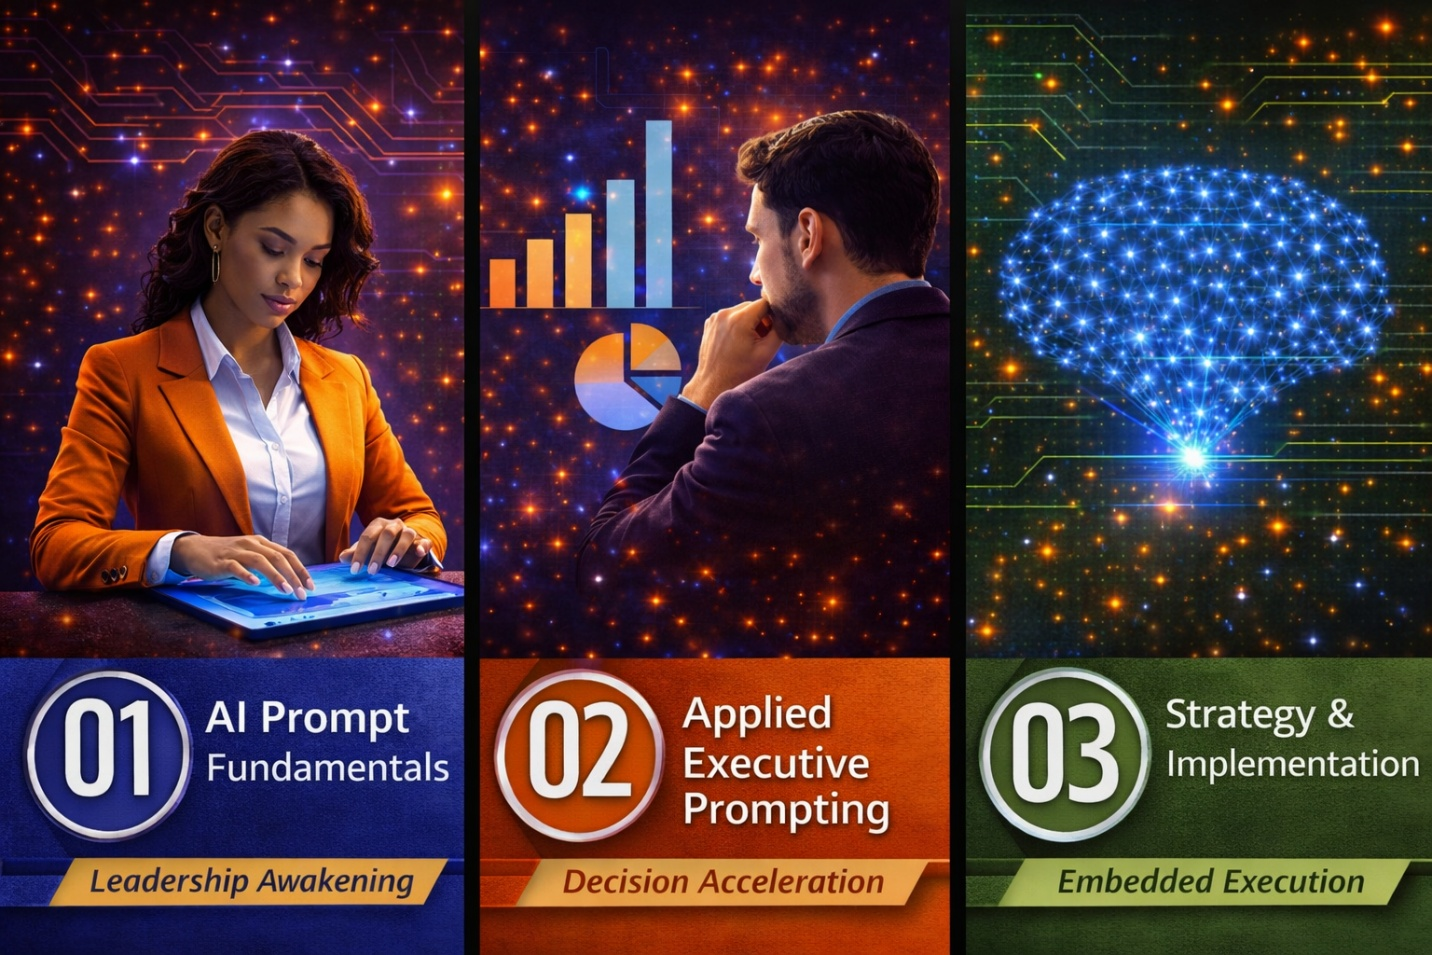 01
AI Prompt
Fundamentals
Leadership Awakening
02
Applied
Executive
Prompting
Decision Acceleration
03
Strategy &
Implementation
Embedded Execution